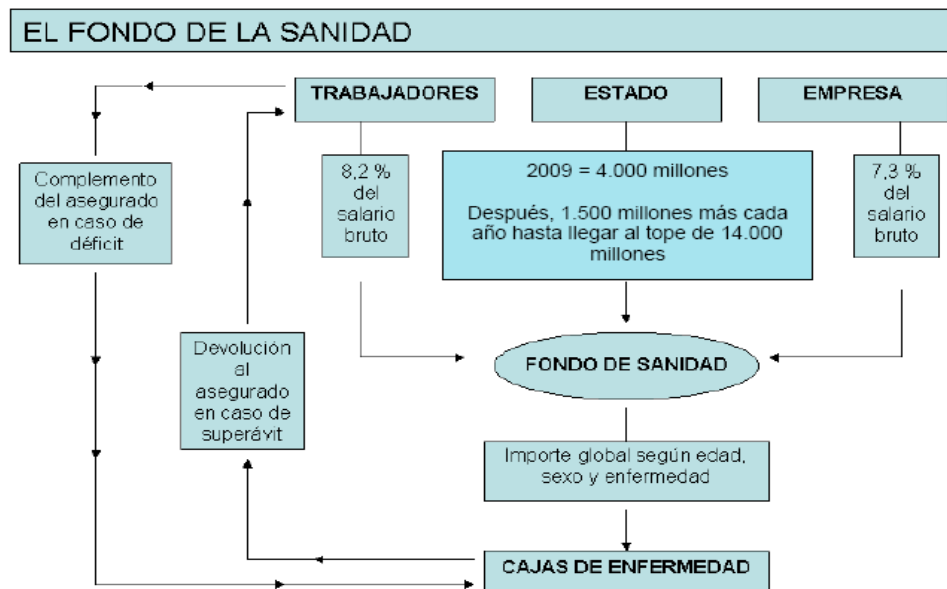 EL FONDO DE LA SANIDAD
TRABAJADORES
ESTADO
EMPRESA
Complemento
del asegurado
en caso de
déficit
8,2 %
del
salario
bruto
2009 = 4.000 millones
Después, 1.500 millones más cada
año hasta llegar al tope de 14.000
millones
7,3 %
del
salario
bruto
Devolución
al
asegurado
en caso de
superávit
FONDO DE SANIDAD
Importe global según edad,
sexo y enfermedad
CAJAS DE ENFERMEDAD